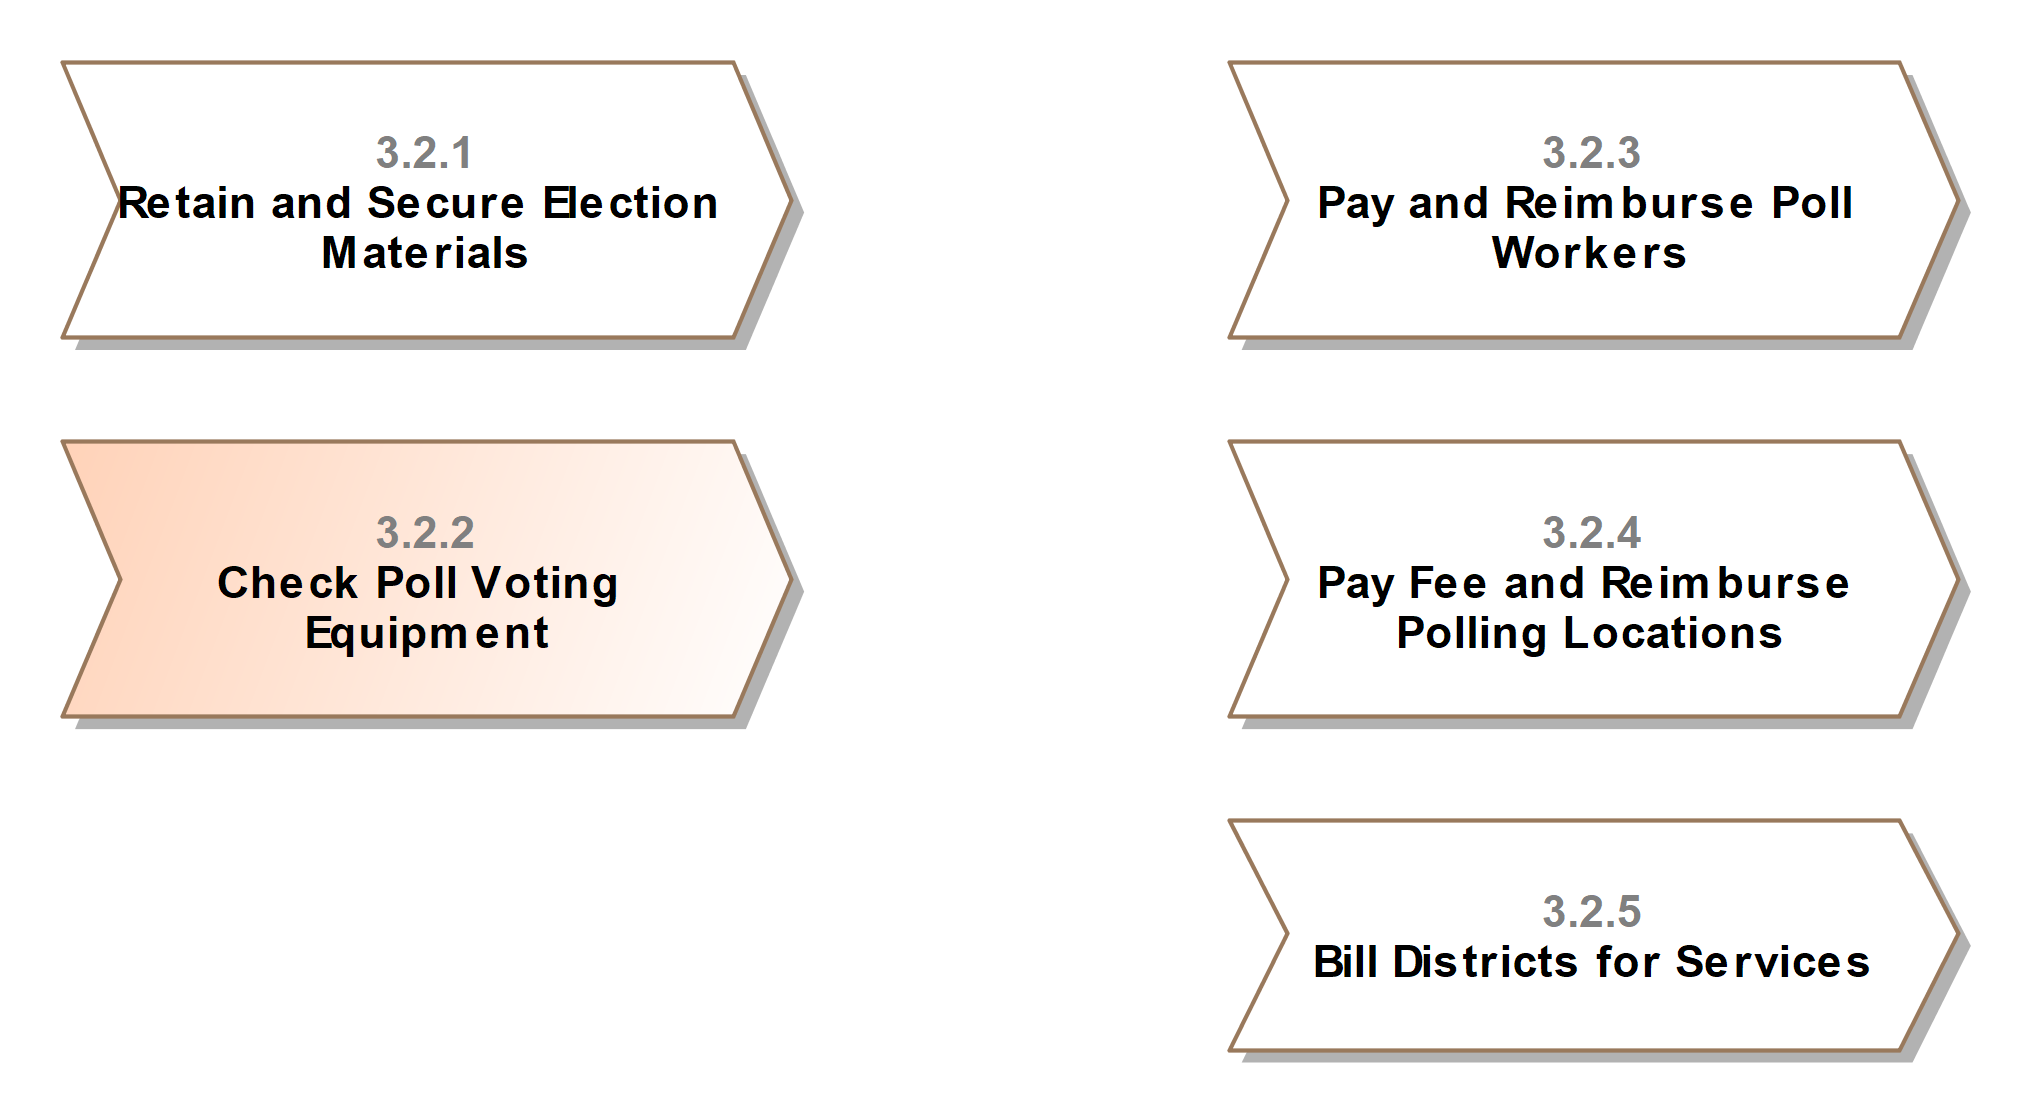 3.2.1
Retain and Secure Election
Materials
3.2.2
Check Poll Voting
Equipment
3.2.3
Pay and Reimburse Poll
Workers
3.2.4
Pay Fee and Reimburse
Polling Locations
3.2.5
Bill Districts for Services